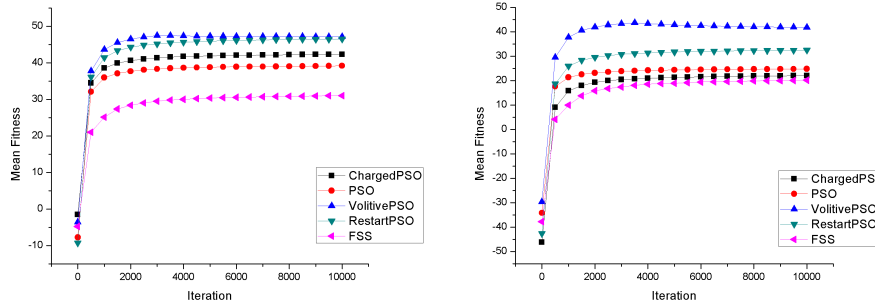 Mean Fitness
50
40
30
20
10
0
-10
0 2000 4000 6000 8000 10000
Iteration
ChargedPSO
PSO
VolitivePSO
RestartPSO
FSS
Mean Fitness
50
40
30
20
10
0
-10
-20
-30
-40
-50
0 2000 4000 6000 8000 10000
Iteration
ChargedPS
PSO
VolitivePSO
RestartPSO
FSS